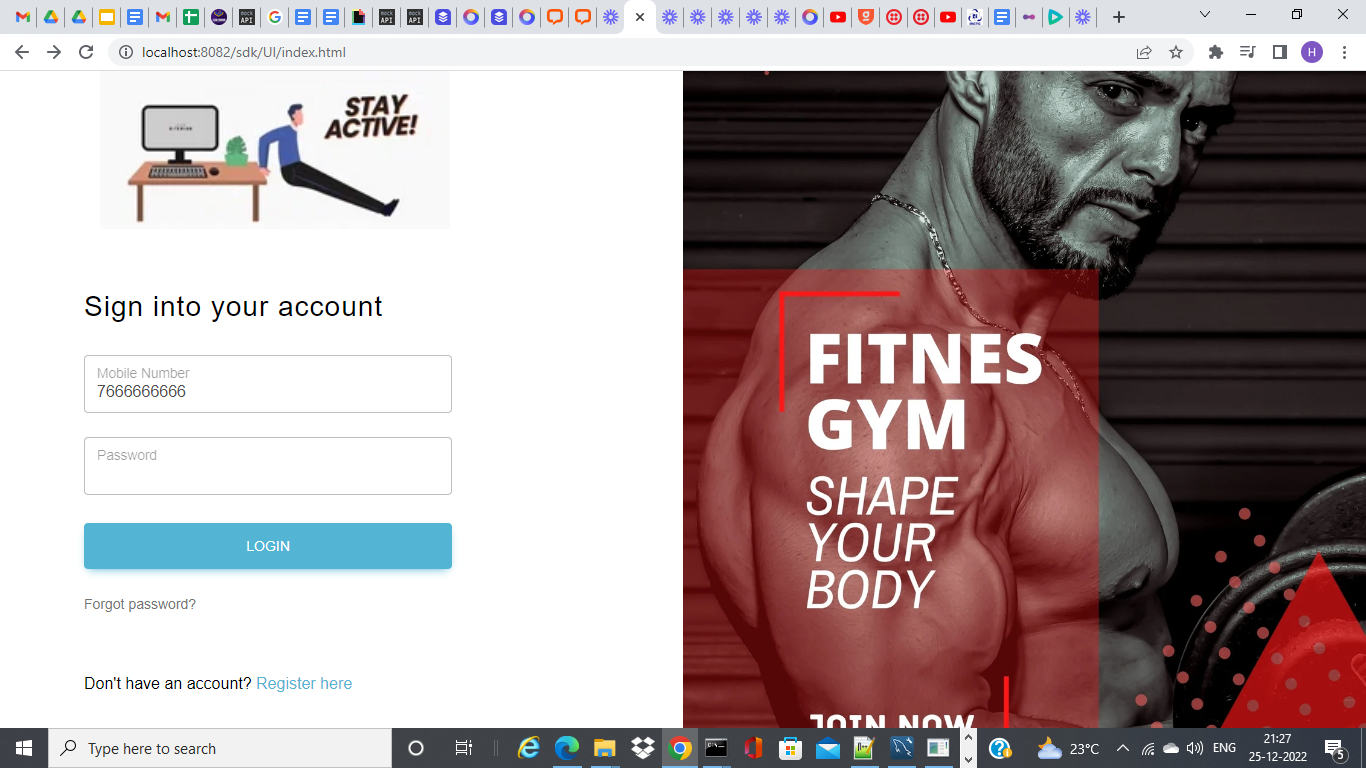 localhost:8082/sdk/UI/index.html
H
STAY
ACTIVE!
Sign into your account
Mobile Number
7666666666
Password
LOGIN
Forgot password?
Don't have an account? Register here
FITNES
GYM
SHAPE
YOUR
BODY
JOIN NOW
Type here to search
23°C
ENG
21:27
25-12-2022
5